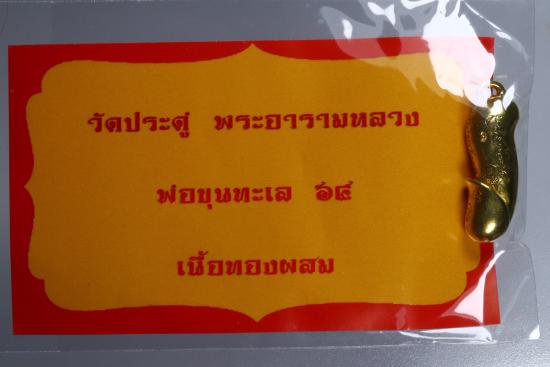 วัดประดู่ พระอารามหลวง
พ่อขุนทะเล ๖๔
เนื้อทองผสม